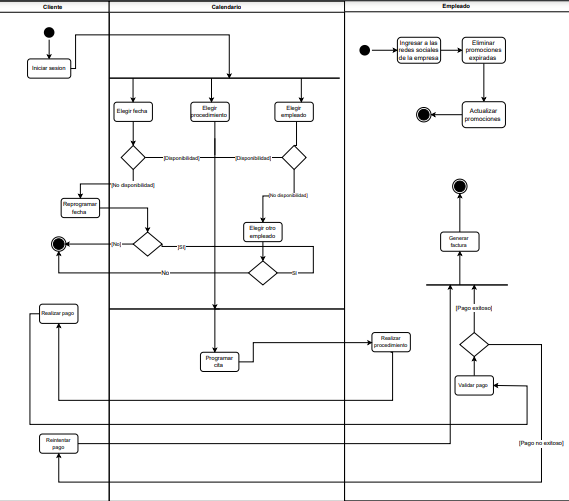 Cliente
Calendario
Empleado
Iniciar sesion
Ingresar a las
redes sociales
de la empresa
Eliminar
promociones
expiradas
Elegir fecha
Elegir
procedimiento
Elegir
empleado
Actualizar
promociones
[Disponibilidad]
[Disponibilidad]
[No disponibilidad]
[No disponibilidad]
Reprogramar
fecha
Elegir otro
empleado
[No]
[Si]
No
Si
Generar
factura
Realizar pago
[Pago exitoso]
Programar
cita
Realizar
procedimiento
Validar pago
Reintentar
pago
[Pago no exitoso]